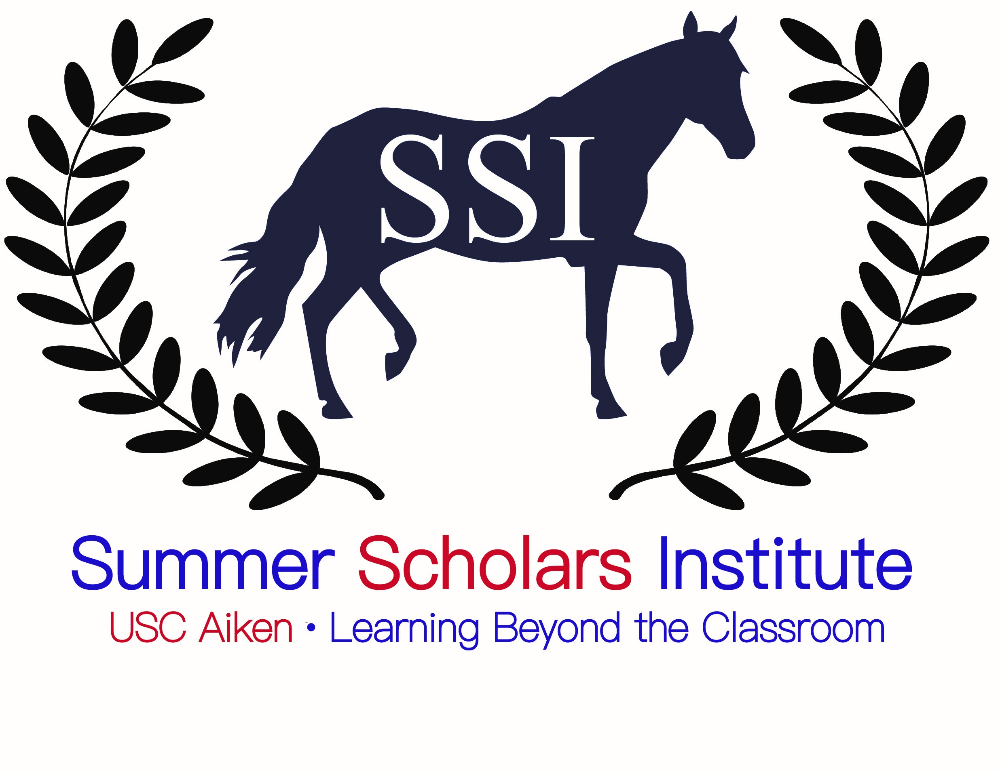 SSI
Summer Scholars Institute
USC Aiken • Learning Beyond the Classroom